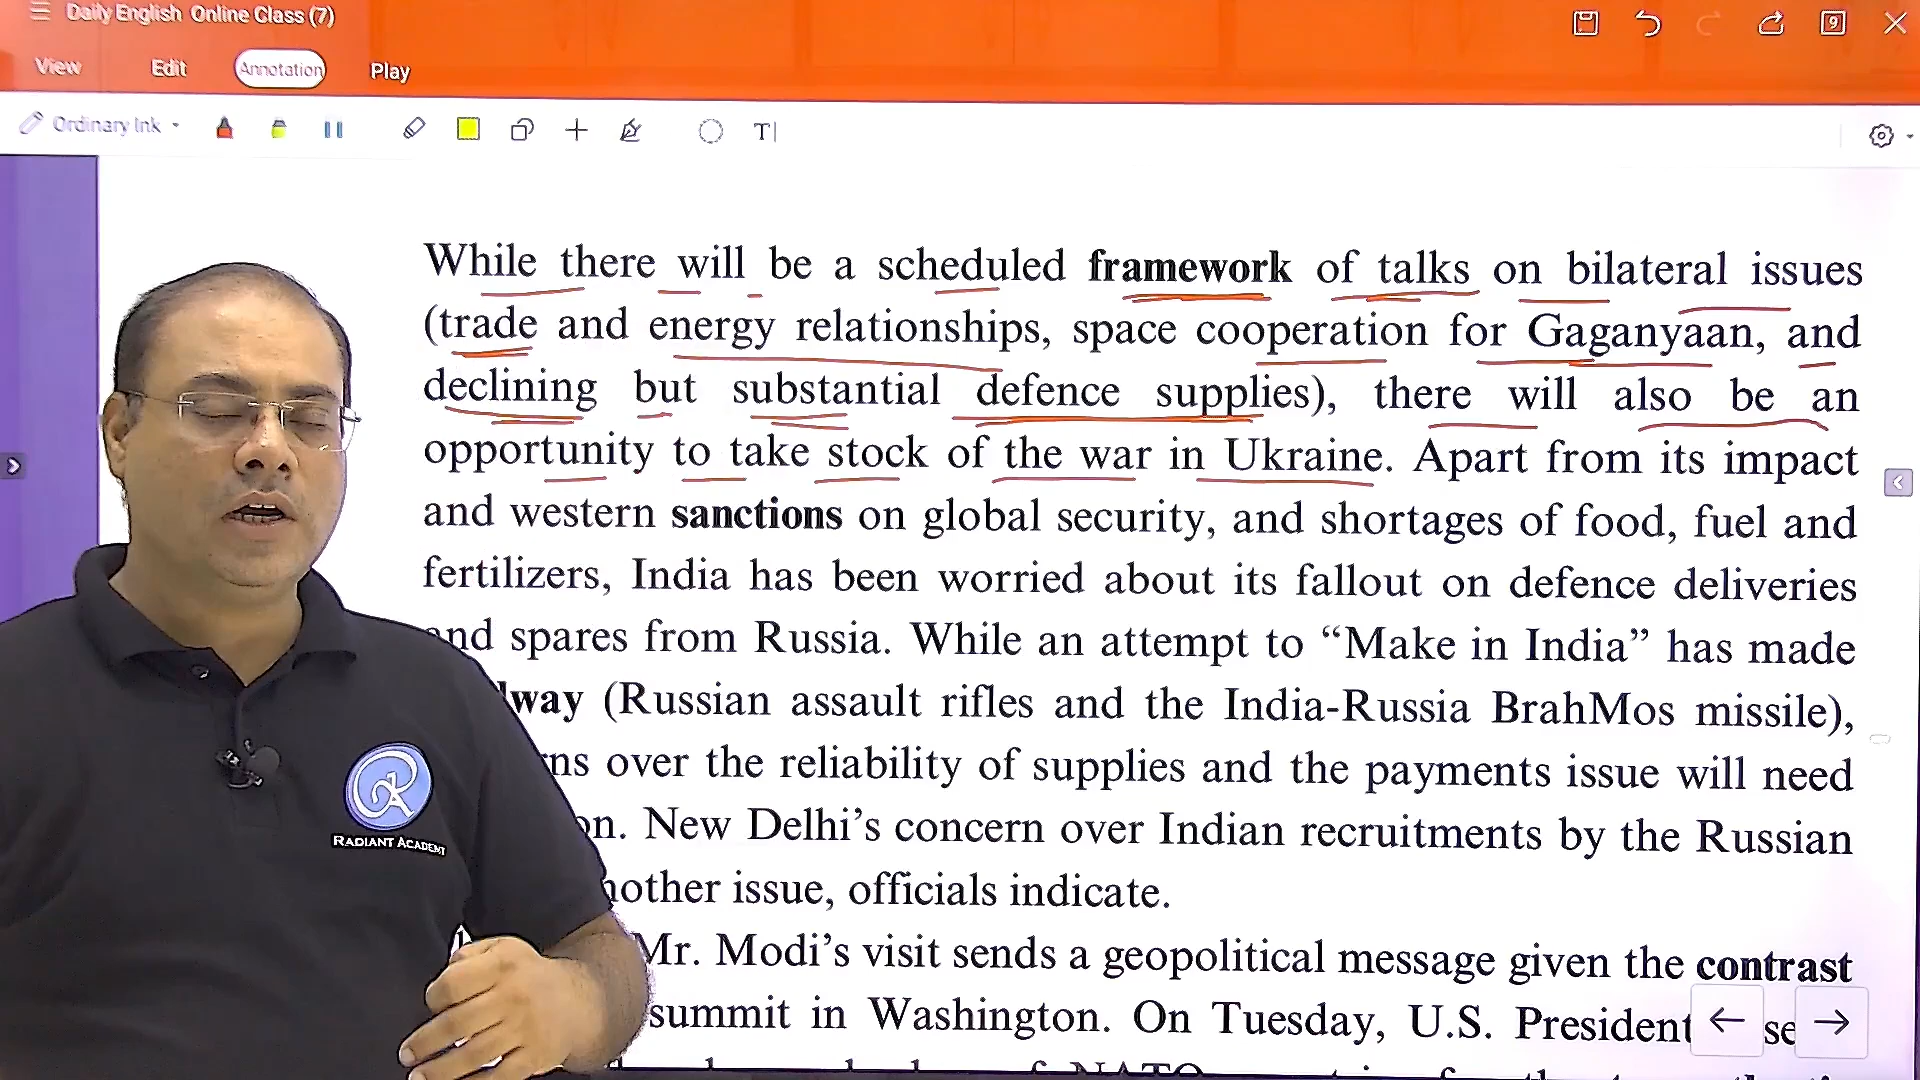 Daily English Online Class (7)
9
View Edit Annotation Play
Ordinary Ink
T
While there will be a scheduled framework of talks on bilateral issues
(trade and energy relationships, space cooperation for Gaganyaan, and
declining but substantial defence supplies), there will also be an
opportunity to take stock of the war in Ukraine. Apart from its impact
and western sanctions on global security, and shortages of food, fuel and
fertilizers, India has been worried about its fallout on defence deliveries
and spares from Russia. While an attempt to “Make in India” has made
way (Russian assault rifles and the India-Russia BrahMos missile),
over the reliability of supplies and the payments issue will need
New Delhi’s concern over Indian recruitments by the Russian
issue, officials indicate.
Mr. Modi’s visit sends a geopolitical message given the contrast
summit in Washington. On Tuesday, U.S. President
RADIANT ACADEMY